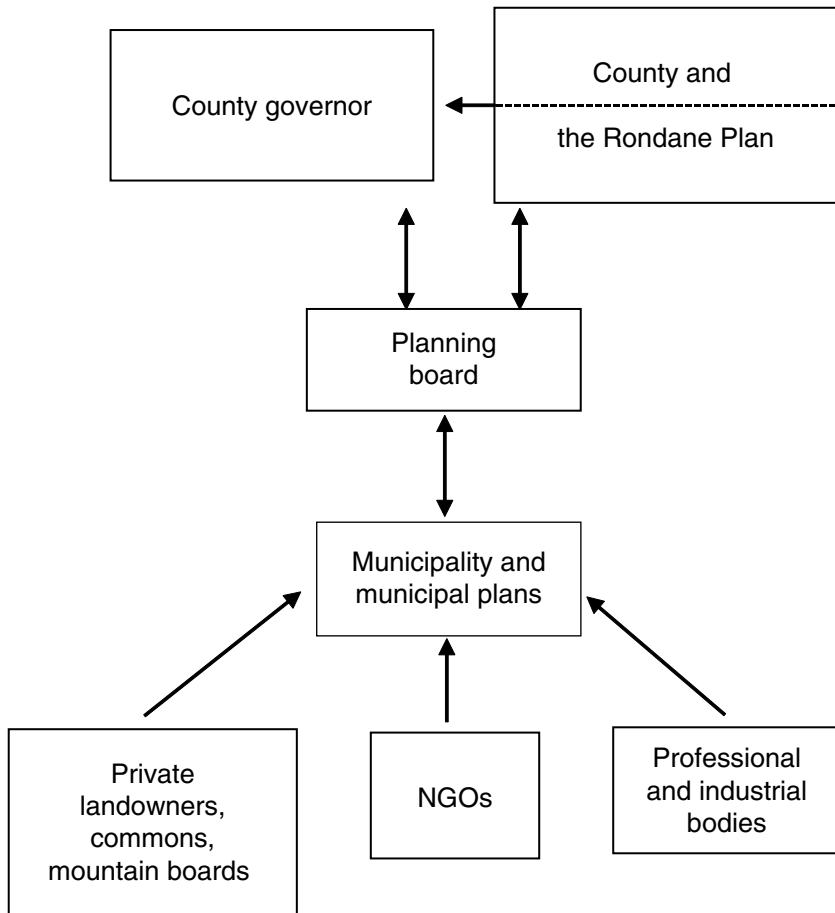 County governor
County and
the Rondane Plan
Planning
board
Municipality and
municipal plans
Private
landowners,
commons,
mountain boards
NGOs
Professional
and industrial
bodies